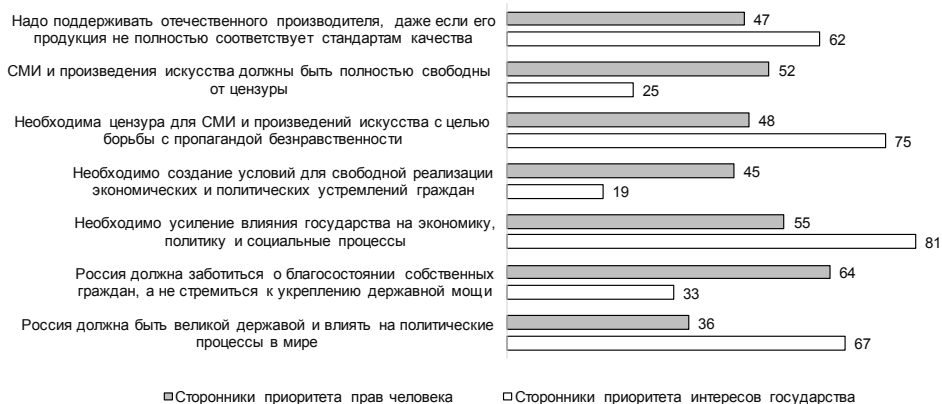 Надо поддерживать отечественного производителя, даже если его
продукция не полностью соответствует стандартам качества
47
62
СМИ и произведения искусства должны быть полностью свободны
от цензуры
52
25
Необходима цензура для СМИ и произведений искусства с целью
борьбы с пропагандой безнравственности
48
75
Необходимо создание условий для свободной реализации
экономических и политических устремлений граждан
45
19
Необходимо усиление влияния государства на экономику,
политику и социальные процессы
55
81
Россия должна заботиться о благосостоянии собственных
граждан, а не стремиться к укреплению державной мощи
64
33
Россия должна быть великой державой и влиять на политические
процессы в мире
36
67
Сторонники приоритета прав человека
Сторонники приоритета интересов государства